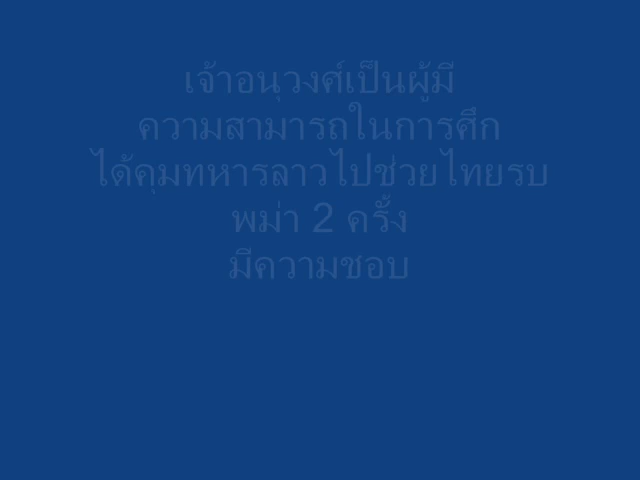 เจ้าอนุวงศ์เป็นผู้มี
ความสามารถในการศึก
ได้คุมทหารลาวไปช่วยไทยรบ
พม่า 2 ครั้ง
มีความชอบ